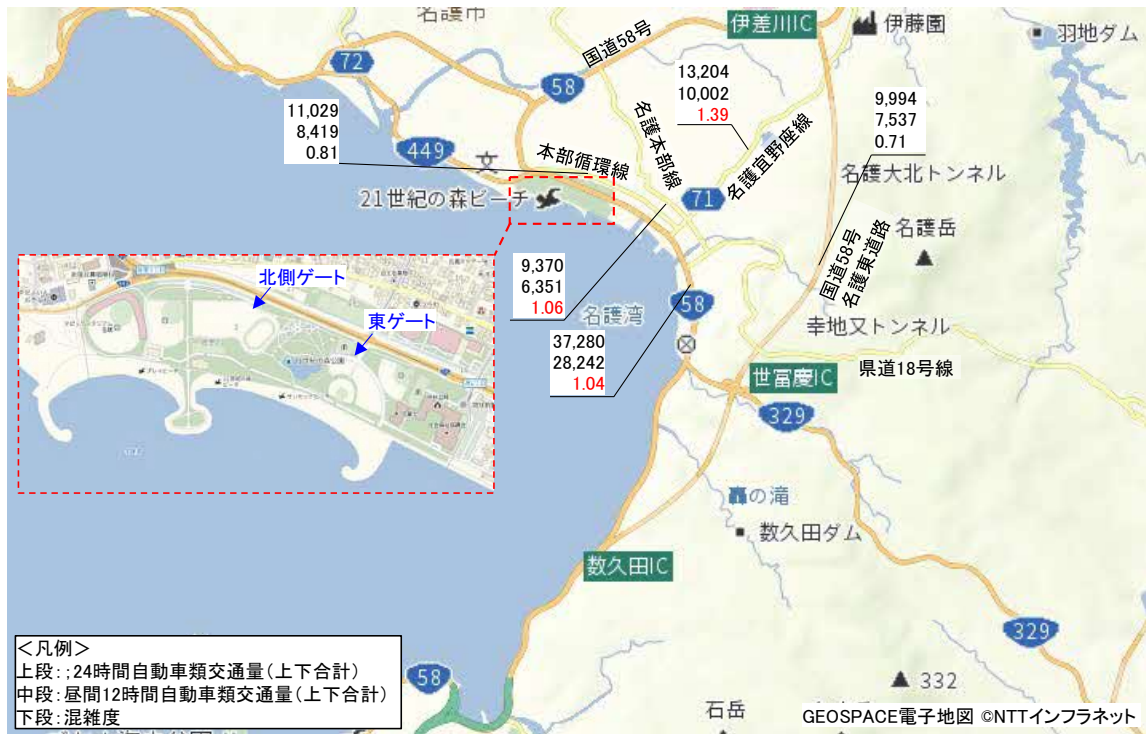 名護市
伊差川IC
伊藤園
羽地ダム
国道58号
72
58
13,204
10,002
1.39
9,994
7,537
0.71
11,029
8,419
0.81
449
文
本部循環線
名護本部線
名護宜野座線
71
名護大北トンネル
21世紀の森ビーチ
名護岳
国道58号
名護東道路
北側ゲート
東ゲート
9,370
6,351
1.06
名護湾
58
幸地又トンネル
37,280
28,242
1.04
県道18号線
世冨慶IC
329
轟の滝
数久田ダム
数久田IC
329
<凡例>
上段:;24時間自動車類交通量(上下合計)
中段:昼間12時間自動車類交通量(上下合計)
下段:混雑度
58
332
石岳
GEOSPACE電子地図 ©NTTインフラネット